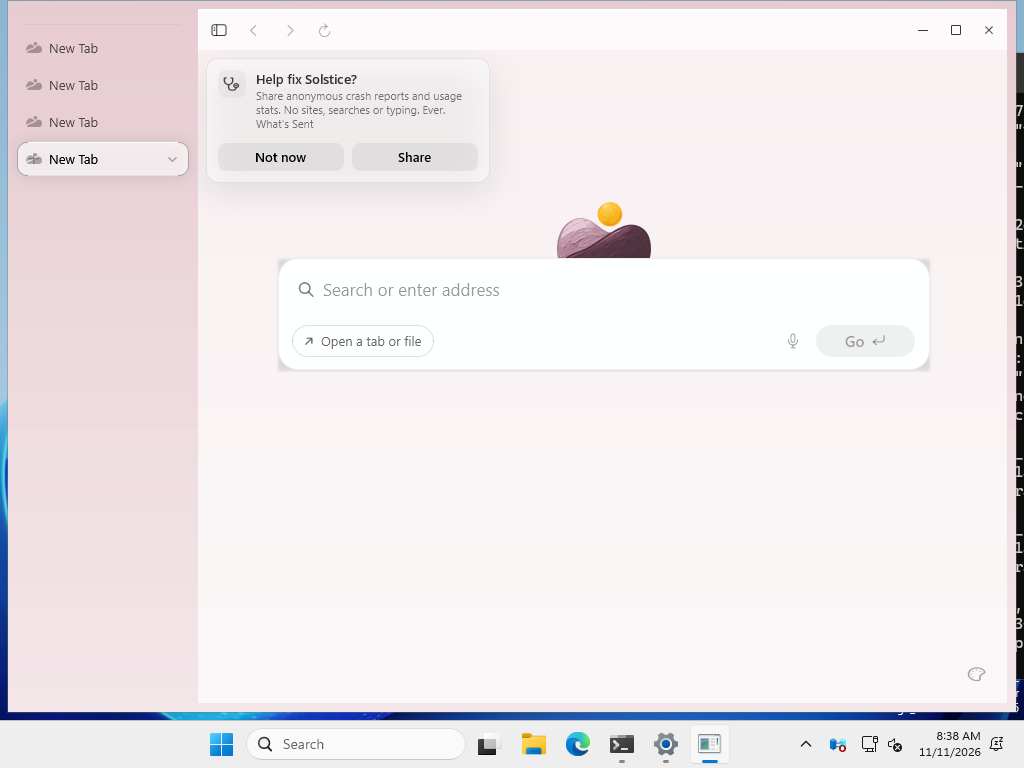 New Tab
New Tab
New Tab
New Tab
Help fix Solstice?
Share anonymous crash reports and usage
stats. No sites, searches or typing. Ever.
What's Sent
Not now
Share
Search or enter address
Open a tab or file
Go
Search
8:38 AM
11/11/2026